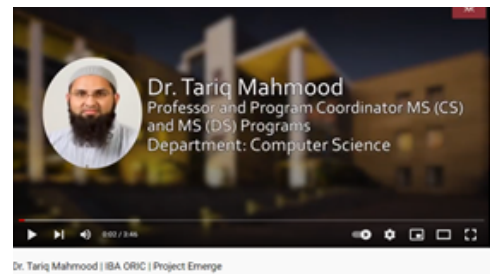 Dr. Tariq Mahmood
Professor and Program Coordinator MS (CS)
and MS (DS) Programs
Department: Computer Science
0:02 / 3:46
Dr. Tariq Mahmood | IBA ORIC | Project Emerge